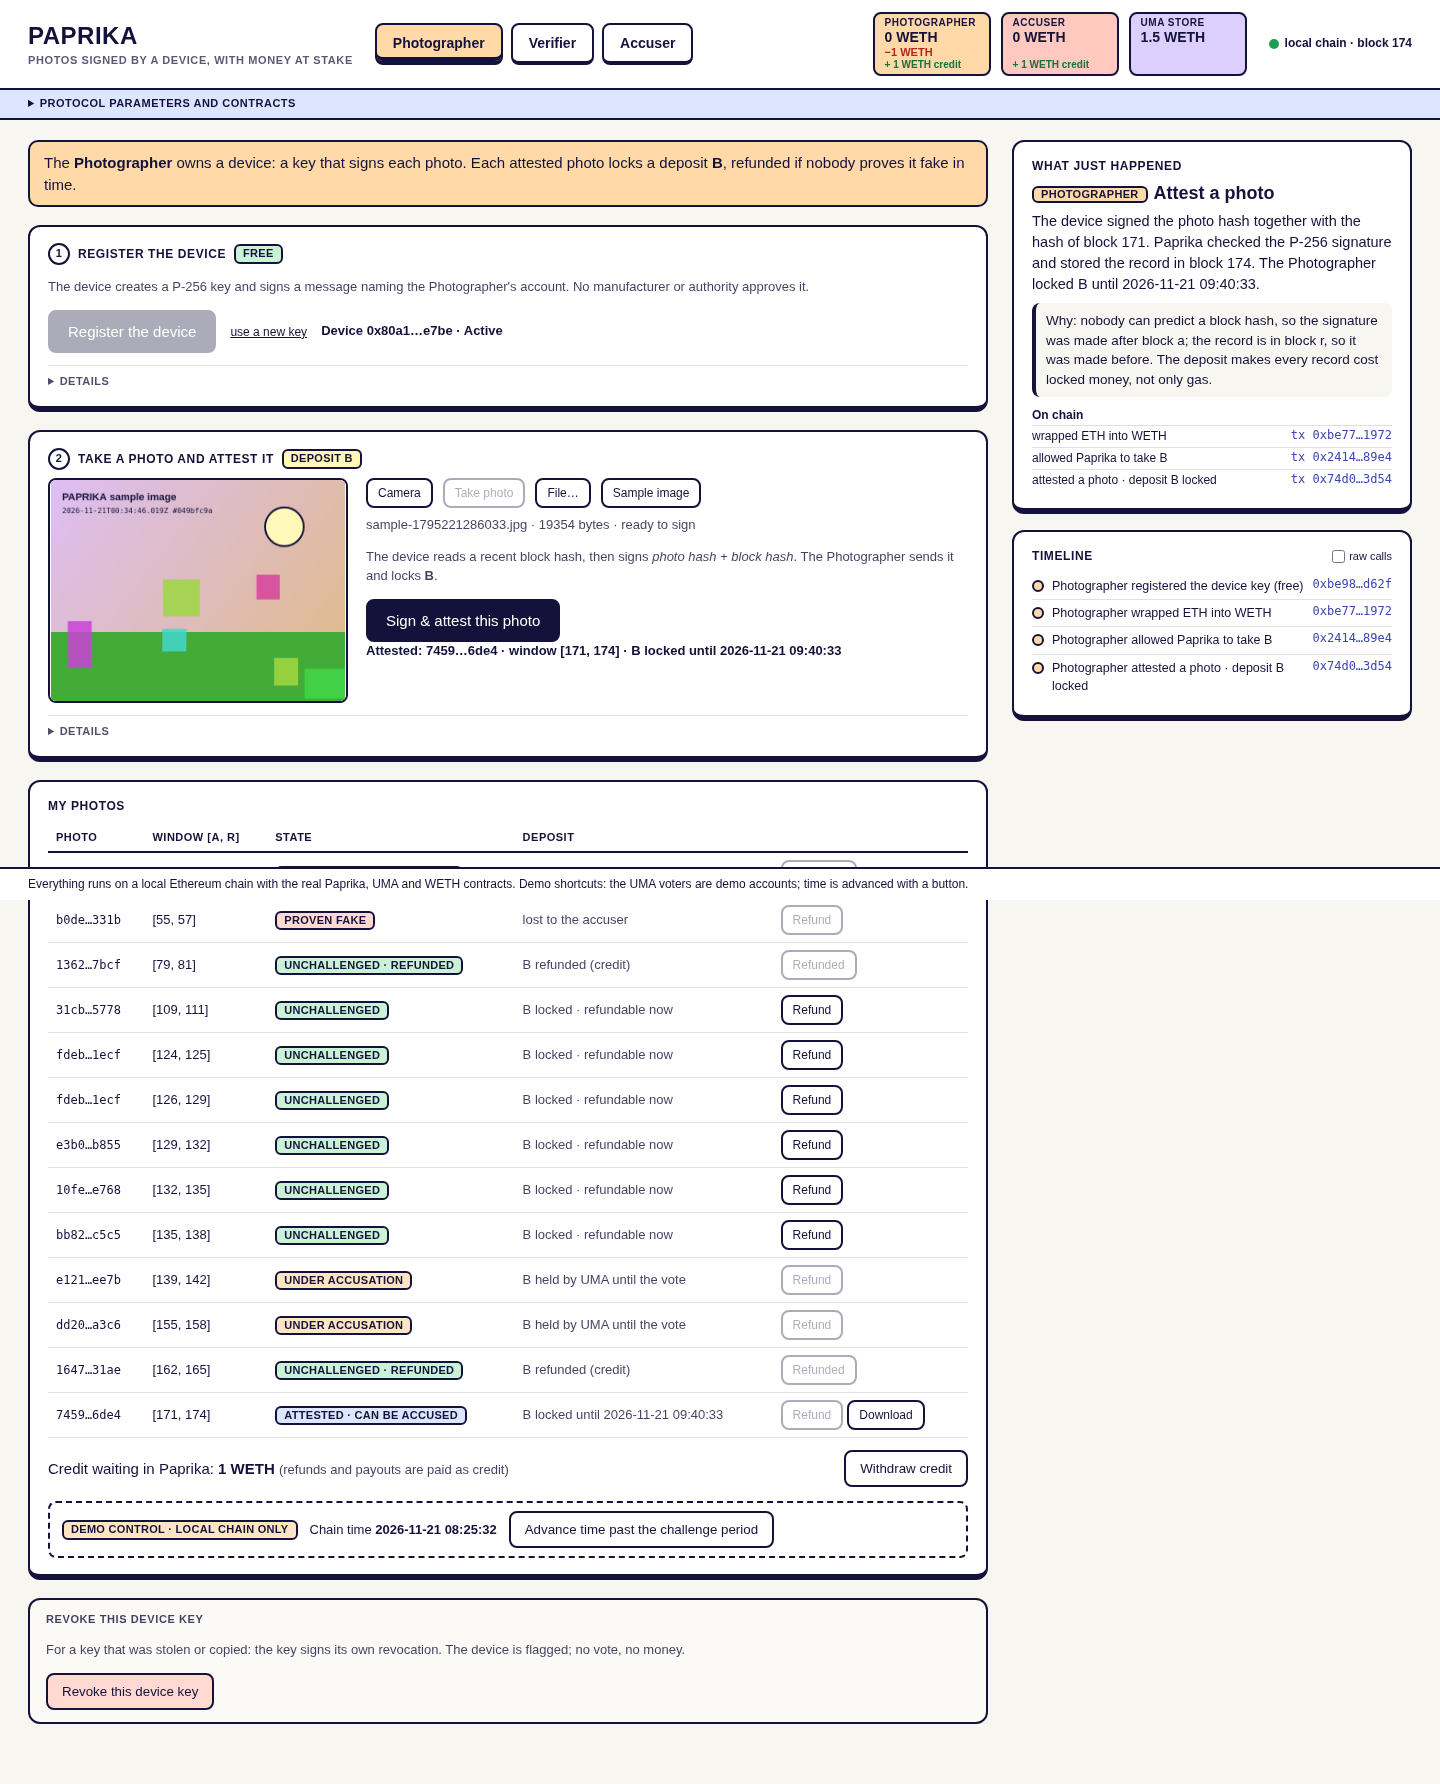 PAPRIKA
PHOTOS SIGNED BY A DEVICE, WITH MONEY AT STAKE
Photographer
Verifier
Accuser
PHOTOGRAPHER
0 WETH
−1 WETH
+ 1 WETH credit
ACCUSER
0 WETH
+ 1 WETH credit
UMA STORE
1.5 WETH
local chain · block 174
PROTOCOL PARAMETERS AND CONTRACTS
The Photographer owns a device: a key that signs each photo. Each attested photo locks a deposit B, refunded if nobody proves it fake in
time.
1 REGISTER THE DEVICE FREE
The device creates a P-256 key and signs a message naming the Photographer's account. No manufacturer or authority approves it.
Register the device use a new key Device 0x80a1…e7be · Active
DETAILS
2 TAKE A PHOTO AND ATTEST IT DEPOSIT B
PAPRIKA sample image
2026-11-21T00:34:46.019Z #049bfc9a
Camera Take photo File… Sample image
sample-1795221286033.jpg · 19354 bytes · ready to sign
The device reads a recent block hash, then signs photo hash + block hash. The Photographer sends it
and locks B.
Sign & attest this photo
Attested: 7459…6de4 · window [171, 174] · B locked until 2026-11-21 09:40:33
DETAILS
MY PHOTOS
PHOTO WINDOW [A, R] STATE DEPOSIT
Everything runs on a local Ethereum chain with the real Paprika, UMA and WETH contracts. Demo shortcuts: the UMA voters are demo accounts; time is advanced with a button.
b0de…331b [55, 57] PROVEN FAKE lost to the accuser Refund
1362…7bcf [79, 81] UNCHALLENGED · REFUNDED B refunded (credit) Refunded
31cb…5778 [109, 111] UNCHALLENGED B locked · refundable now Refund
fdeb…1ecf [124, 125] UNCHALLENGED B locked · refundable now Refund
fdeb…1ecf [126, 129] UNCHALLENGED B locked · refundable now Refund
e3b0…b855 [129, 132] UNCHALLENGED B locked · refundable now Refund
10fe…e768 [132, 135] UNCHALLENGED B locked · refundable now Refund
bb82…c5c5 [135, 138] UNCHALLENGED B locked · refundable now Refund
e121…ee7b [139, 142] UNDER ACCUSATION B held by UMA until the vote Refund
dd20…a3c6 [155, 158] UNDER ACCUSATION B held by UMA until the vote Refund
1647…31ae [162, 165] UNCHALLENGED · REFUNDED B refunded (credit) Refunded
7459…6de4 [171, 174] ATTESTED · CAN BE ACCUSED B locked until 2026-11-21 09:40:33 Refund Download
Credit waiting in Paprika: 1 WETH (refunds and payouts are paid as credit) Withdraw credit
DEMO CONTROL · LOCAL CHAIN ONLY Chain time 2026-11-21 08:25:32 Advance time past the challenge period
REVOKE THIS DEVICE KEY
For a key that was stolen or copied: the key signs its own revocation. The device is flagged; no vote, no money.
Revoke this device key
WHAT JUST HAPPENED
PHOTOGRAPHER Attest a photo
The device signed the photo hash together with the
hash of block 171. Paprika checked the P-256 signature
and stored the record in block 174. The Photographer
locked B until 2026-11-21 09:40:33.
Why: nobody can predict a block hash, so the signature
was made after block a; the record is in block r, so it
was made before. The deposit makes every record cost
locked money, not only gas.
On chain
wrapped ETH into WETH tx 0xbe77…1972
allowed Paprika to take B tx 0x2414…89e4
attested a photo · deposit B locked tx 0x74d0…3d54
TIMELINE raw calls
Photographer registered the device key (free) 0xbe98…d62f
Photographer wrapped ETH into WETH 0xbe77…1972
Photographer allowed Paprika to take B 0x2414…89e4
Photographer attested a photo · deposit B 0x74d0…3d54
locked